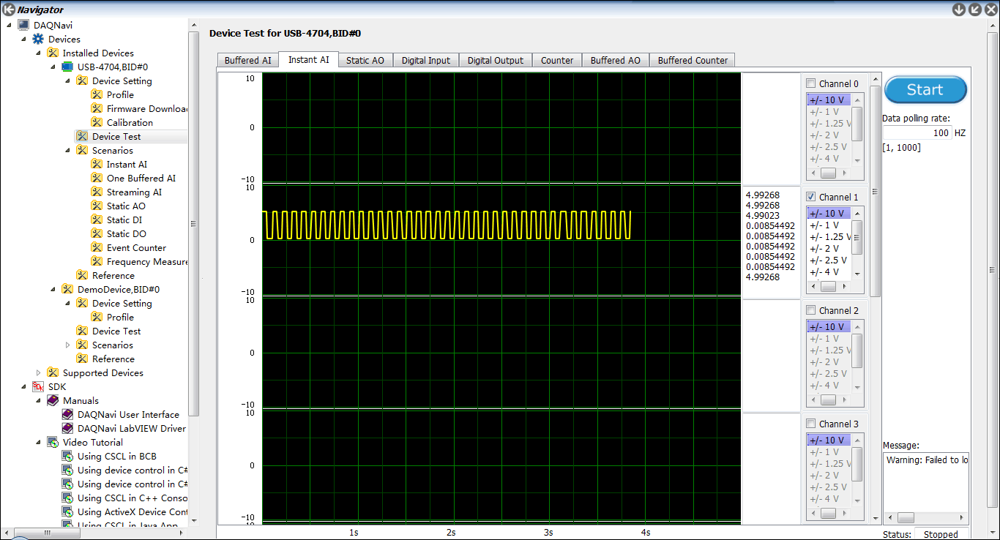 Navigator
DAQNavi
Devices
Installed Devices
USB-4704,BID#0
Device Setting
Profile
Firmware Downloa
Calibration
Device Test
Scenarios
Instant AI
One Buffered AI
Streaming AI
Static AO
Static DI
Static DO
Event Counter
Frequency Measure
Reference
DemoDevice,BID#0
Device Setting
Profile
Device Test
Scenarios
Reference
Supported Devices
SDK
Manuals
DAQNavi User Interface
DAQNavi LabVIEW Driver
Video Tutorial
Using CSCL in BCB
Using device control in C#
Using device control in C#
Using CSCL in C++ Conso
Using ActiveX Device Cont
Using CSCL in Java App
Device Test for USB-4704,BID#0
Buffered AI Instant AI Static AO Digital Input Digital Output Counter Buffered AO Buffered Counter
10
0
-10
10
0
-10
10
0
-10
10
0
-10
10
1s 2s 3s 4s
4.99268
4.99268
4.99023
0.00854492
0.00854492
0.00854492
0.00854492
0.00854492
4.99268
Channel 0
+/- 10 V
+/- 1 V
+/- 1.25 V
+/- 2 V
+/- 2.5 V
+/- 4 V
Channel 1
+/- 10 V
+/- 1 V
+/- 1.25 V
+/- 2 V
+/- 2.5 V
+/- 4 V
Channel 2
+/- 10 V
+/- 1 V
+/- 1.25 V
+/- 2 V
+/- 2.5 V
+/- 4 V
Channel 3
+/- 10 V
+/- 1 V
+/- 1.25 V
+/- 2 V
+/- 2.5 V
+/- 4 V
Start
Data polling rate:
100 HZ
[1, 1000]
Message:
Warning: Failed to lo
Status: Stopped